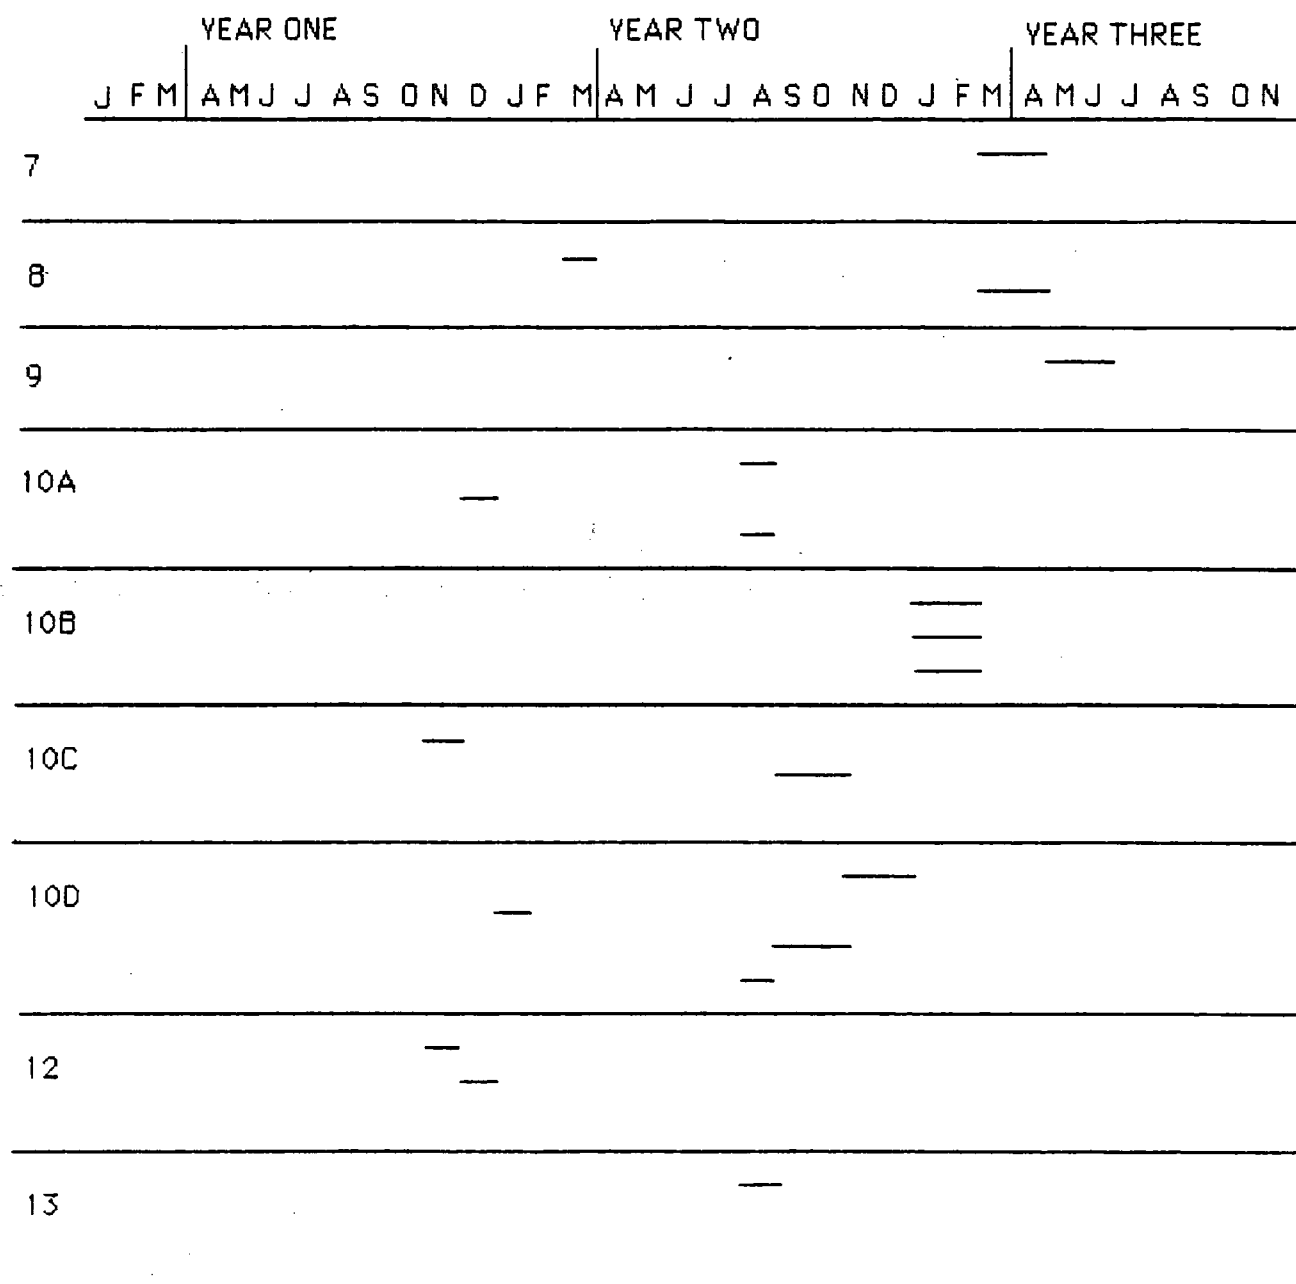 YEAR ONE YEAR TWO YEAR THREE
J F M A M J J A S O N D J F M A M J J A S O N D J F M A M J J A S O N
7
8
9
10A
10B
10C
10D
12
13